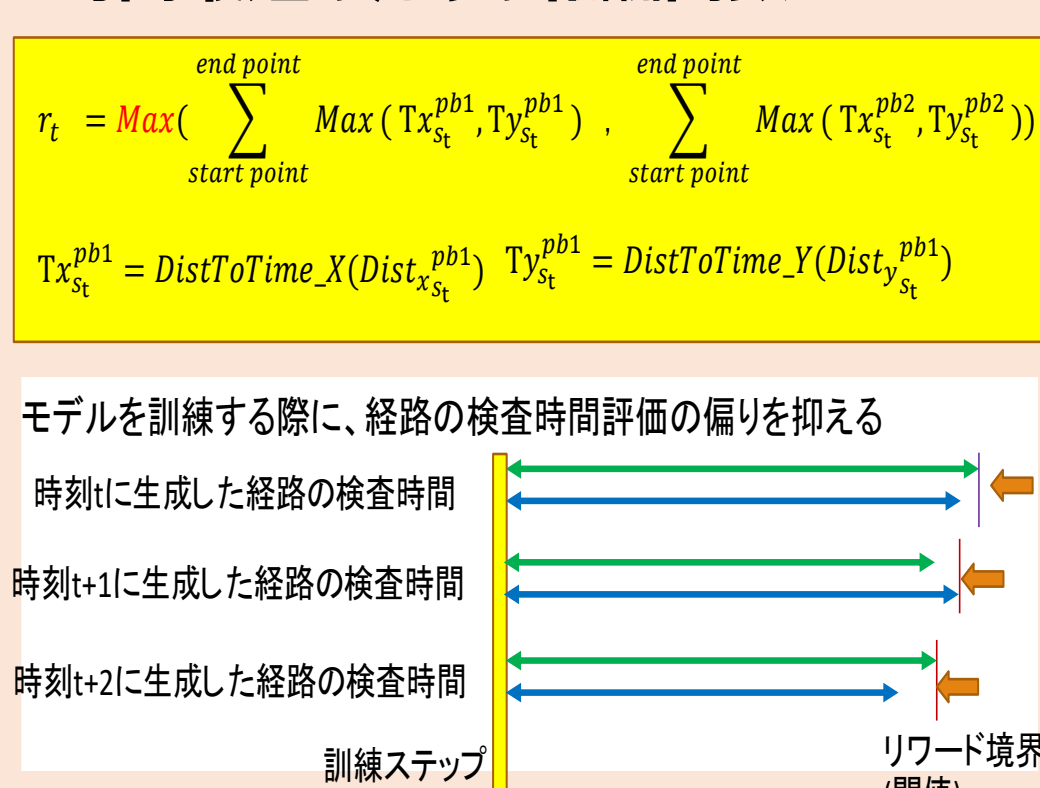 r_t = Max( \sum_{start point}^{end point} Max ( Tx_{s_t}^{pb1}, Ty_{s_t}^{pb1} ) , \sum_{start point}^{end point} Max ( Tx_{s_t}^{pb2}, Ty_{s_t}^{pb2} ))
Tx_{s_t}^{pb1} = DistToTime_X(Dist_{x_{s_t}}^{pb1}) Ty_{s_t}^{pb1} = DistToTime_Y(Dist_{y_{s_t}}^{pb1})
モデルを訓練する際に、経路の検査時間評価の偏りを抑える
時刻tに生成した経路の検査時間
時刻t+1に生成した経路の検査時間
時刻t+2に生成した経路の検査時間
訓練ステップ
リワード境界